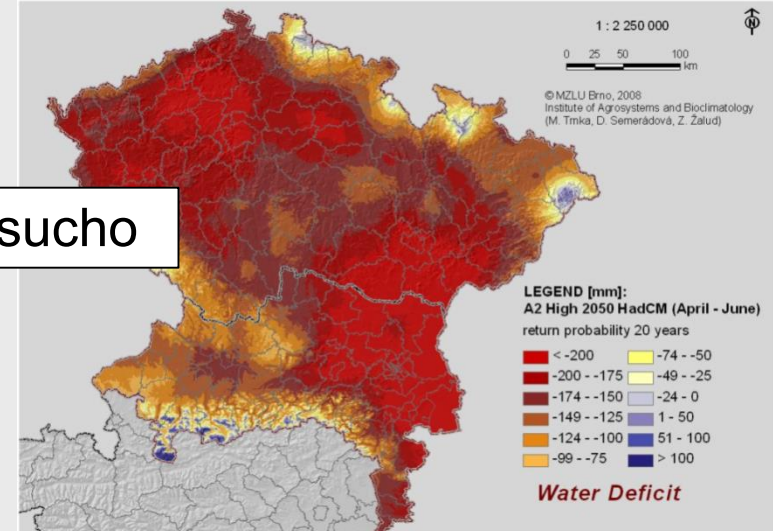 1 : 2 250 000
N
0 25 50 100
km
© MZLU Brno, 2008
Institute of Agrosystems and Bioclimatology
(M. Trnka, D. Semerádová, Z. Žalud)
sucho
LEGEND [mm]:
A2 High 2050 HadCM (April - June)
return probability 20 years
< -200 -74 - -50
-200 - -175 -49 - -25
-174 - -150 -24 - 0
-149 - -125 1 - 50
-124 - -100 51 - 100
-99 - -75 > 100
Water Deficit